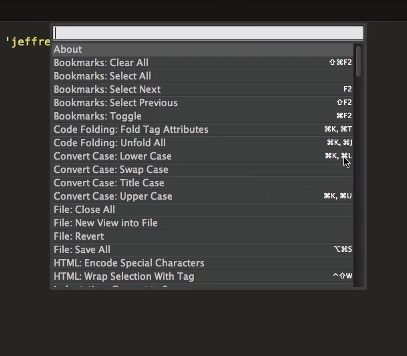 'jeffre
About
Bookmarks: Clear All ⇧⌘F2
Bookmarks: Select All
Bookmarks: Select Next F2
Bookmarks: Select Previous ⇧F2
Bookmarks: Toggle ⌘F2
Code Folding: Fold Tag Attributes ⌘K, ⌘T
Code Folding: Unfold All ⌘K, ⌘J
Convert Case: Lower Case ⌘K, ⌘L
Convert Case: Swap Case
Convert Case: Title Case
Convert Case: Upper Case ⌘K, ⌘U
File: Close All
File: New View into File
File: Revert
File: Save All ⌥⌘S
HTML: Encode Special Characters
HTML: Wrap Selection With Tag ^⇧W